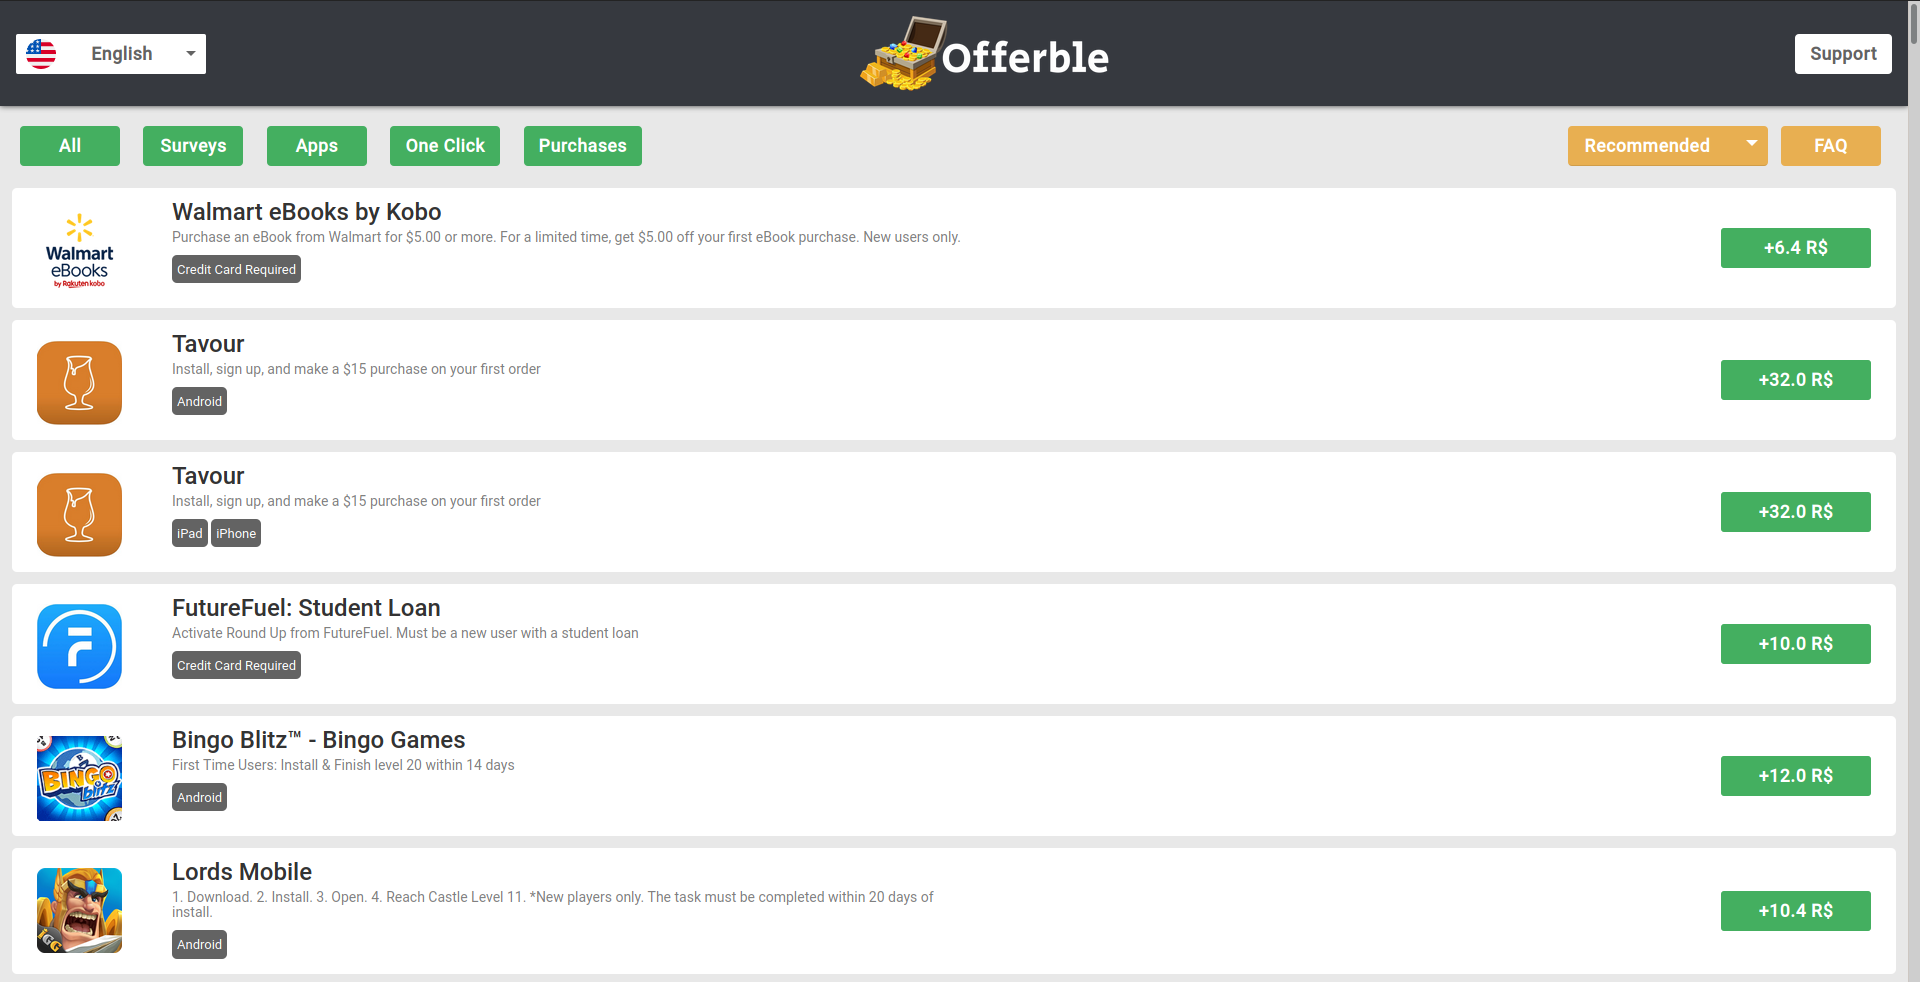 English
Offerble
Support
All
Surveys
Apps
One Click
Purchases
Recommended
FAQ
Walmart
eBooks
by Rakuten kobo
Walmart eBooks by Kobo
Purchase an eBook from Walmart for $5.00 or more. For a limited time, get $5.00 off your first eBook purchase. New users only.
Credit Card Required
+6.4 R$
Tavour
Install, sign up, and make a $15 purchase on your first order
Android
+32.0 R$
Tavour
Install, sign up, and make a $15 purchase on your first order
iPad
iPhone
+32.0 R$
FutureFuel: Student Loan
Activate Round Up from FutureFuel. Must be a new user with a student loan
Credit Card Required
+10.0 R$
BINGO
blitz
Bingo Blitz™ - Bingo Games
First Time Users: Install & Finish level 20 within 14 days
Android
+12.0 R$
IGG
Lords Mobile
1. Download. 2. Install. 3. Open. 4. Reach Castle Level 11. *New players only. The task must be completed within 20 days of
install.
Android
+10.4 R$